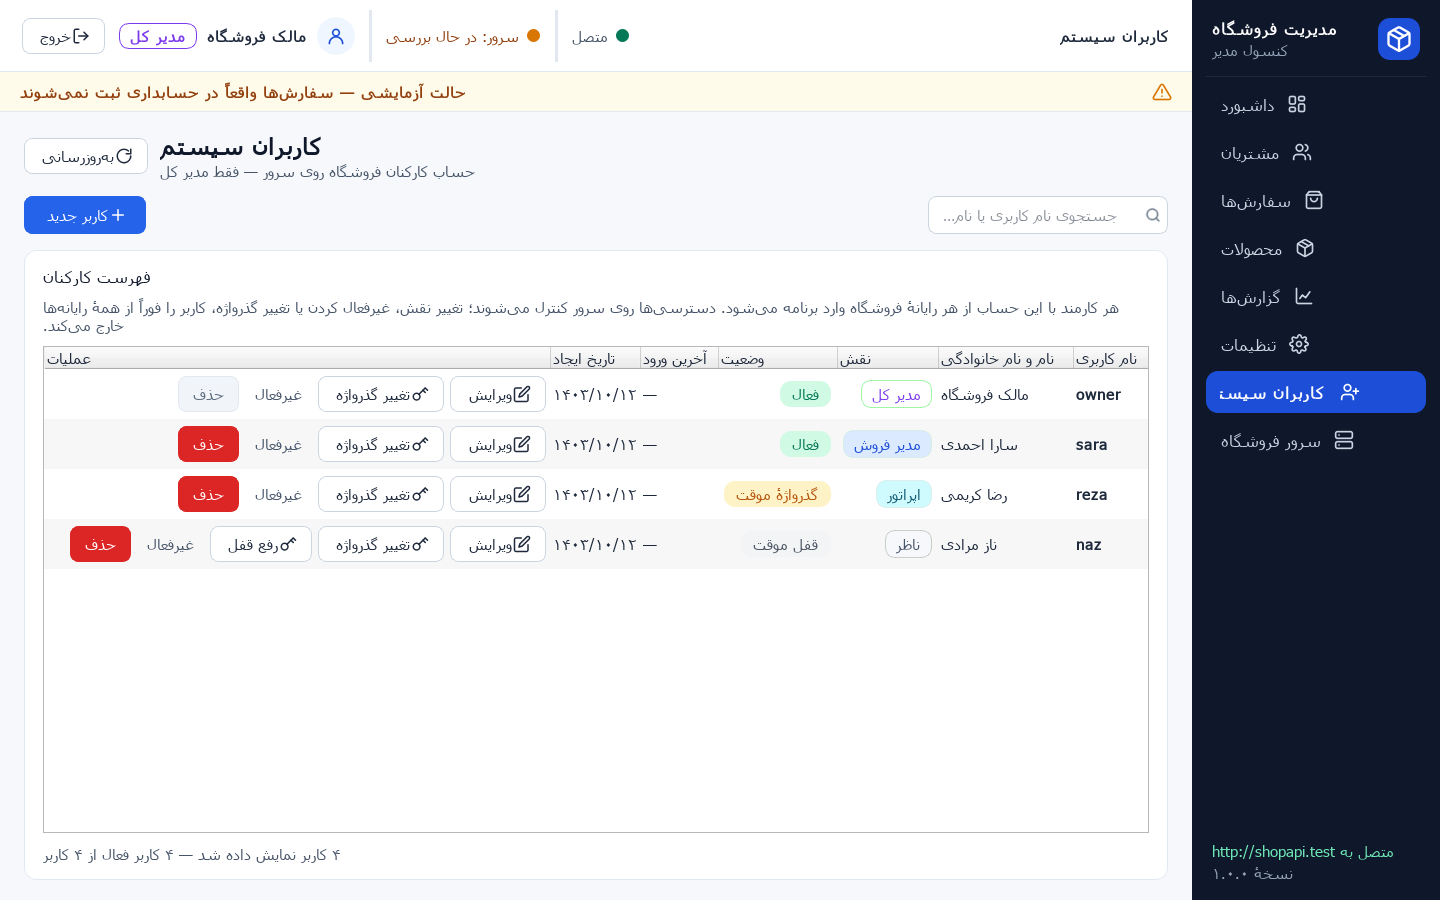 مدیریت فروشگاه
کنسول مدیر
داشبورد
مشتریان
سفارش‌ها
محصولات
گزارش‌ها
تنظیمات
کاربران سیست
سرور فروشگاه
متصل به http://shopapi.test
نسخهٔ ۱.۰.۰
کاربران سیستم
متصل
سرور: در حال بررسی
مالک فروشگاه
مدیر کل
خروج
حالت آزمایشی — سفارش‌ها واقعاً در حسابداری ثبت نمی‌شوند
کاربران سیستم
حساب کارکنان فروشگاه روی سرور — فقط مدیر کل
به‌روزرسانی
جستجوی نام کاربری یا نام...
کاربر جدید
فهرست کارکنان
هر کارمند با این حساب از هر رایانهٔ فروشگاه وارد برنامه می‌شود. دسترسی‌ها روی سرور کنترل می‌شوند؛ تغییر نقش، غیرفعال کردن یا تغییر گذرواژه، کاربر را فوراً از همهٔ رایانه‌ها
خارج می‌کند.
نام کاربری نام و نام خانوادگی نقش وضعیت آخرین ورود تاریخ ایجاد عملیات
owner مالک فروشگاه مدیر کل فعال — ۱۴۰۳/۱۰/۱۲ ویرایش تغییر گذرواژه غیرفعال حذف
sara سارا احمدی مدیر فروش فعال — ۱۴۰۳/۱۰/۱۲ ویرایش تغییر گذرواژه غیرفعال حذف
reza رضا کریمی اپراتور گذرواژهٔ موقت — ۱۴۰۳/۱۰/۱۲ ویرایش تغییر گذرواژه غیرفعال حذف
naz ناز مرادی ناظر قفل موقت — ۱۴۰۳/۱۰/۱۲ ویرایش تغییر گذرواژه رفع قفل غیرفعال حذف
۴ کاربر نمایش داده شد — ۴ کاربر فعال از ۴ کاربر